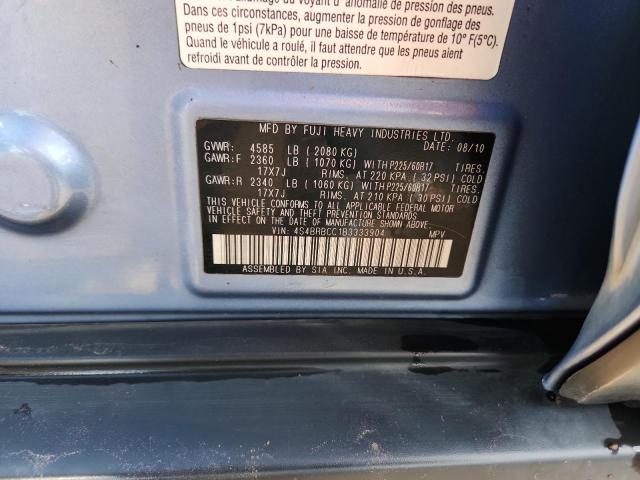 d'anomalie de pression des pneus.
Dans ces circonstances, augmenter la pression de gonflage
des pneus de 1psi (7kPa) pour
une baisse de température de 10° F(5°C).
Quand le véhicule a roulé, il faut attendre que les pneus
refroidi avant de contrôler la pression.
MFD BY FUJI HEAVY INDUSTRIES LTD.
GVWR: 4585 LB (2080 KG) DATE: 08/10
GAWR:F 2360 LB (1070 KG) WITH P225/60R17 TIRES,
17X7J RIMS, AT 220 KPA (32 PSI) COLD
GAWR:R 2340 LB (1060 KG) WITH P225/60R17 TIRES,
17X7J RIMS, AT 210 KPA (30 PSI) COLD
THIS VEHICLE CONFORMS TO ALL APPLICABLE FEDERAL MOTOR
VEHICLE SAFETY AND THEFT PREVENTION STANDARDS
IN EFFECT ON THE DATE OF MANUFACTURE SHOWN ABOVE.
VIN: 4S4BRBCC1B3333904 MPV
ASSEMBLED BY SIA INC. MADE IN U.S.A.